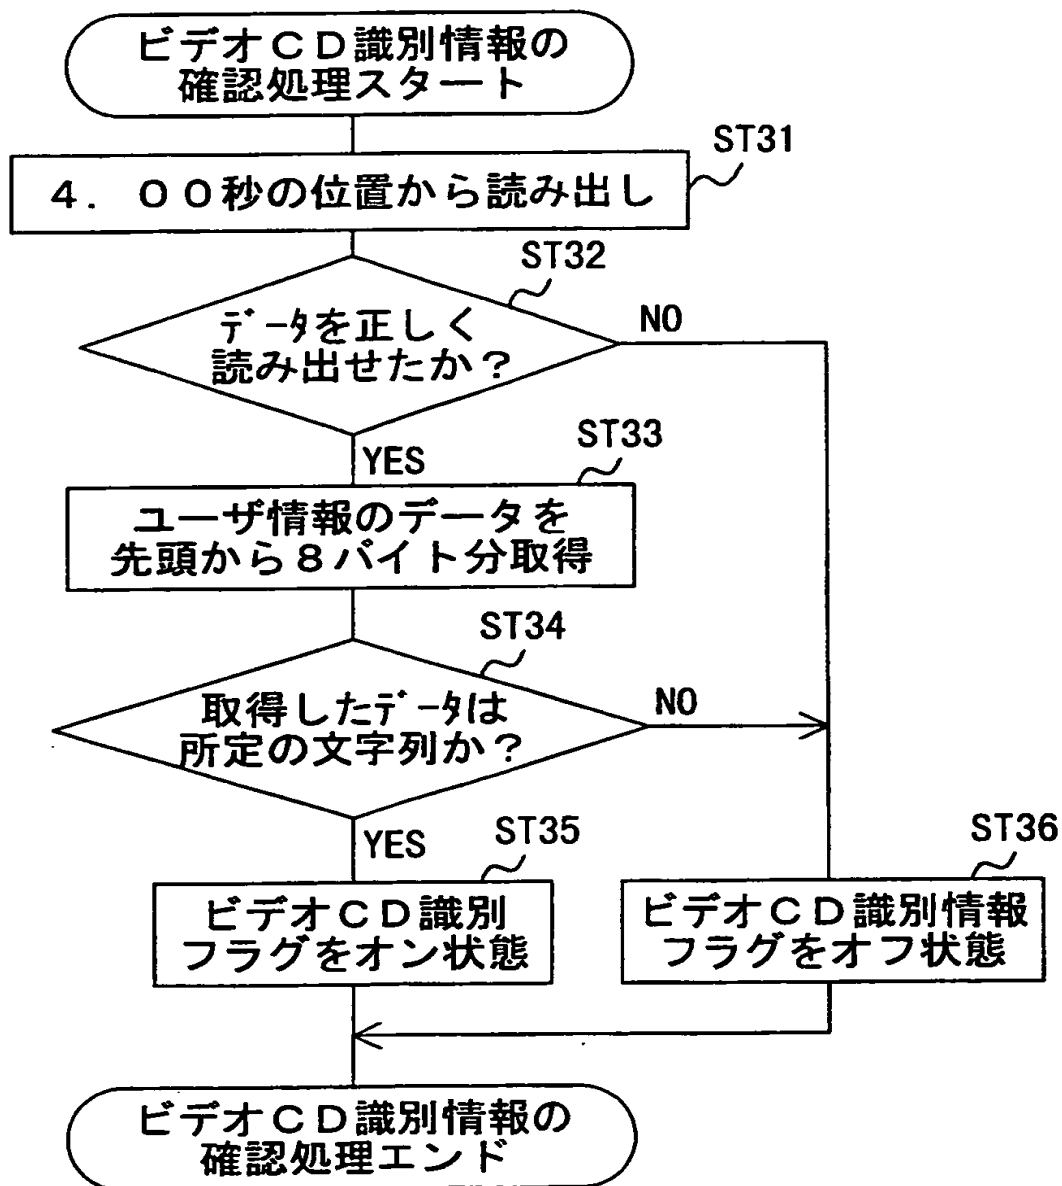 ビデオCD識別情報の
確認処理スタート
ST31
4.00秒の位置から読み出し
ST32
データを正しく
読み出せたか?
NO
YES
ST33
ユーザ情報のデータを
先頭から8バイト分取得
ST34
取得したデータは
所定の文字列か?
NO
YES
ST35
ビデオCD識別
フラグをオン状態
ST36
ビデオCD識別情報
フラグをオフ状態
ビデオCD識別情報の
確認処理エンド